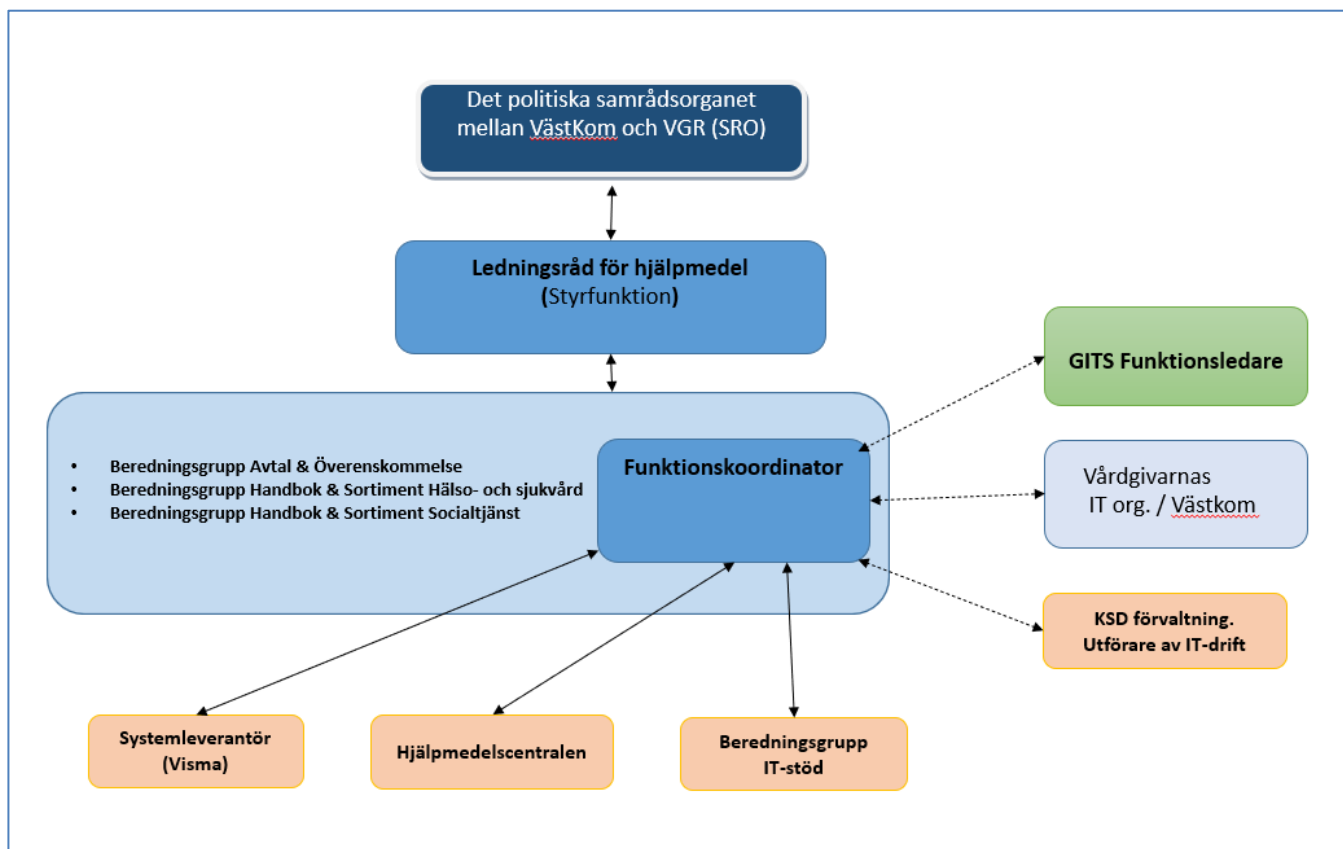 Det politiska samrådsorganet
mellan VästKom och VGR (SRO)
Ledningsråd för hjälpmedel
(Styrfunktion)
GITS Funktionsledare
• Beredningsgrupp Avtal & Överenskommelse
• Beredningsgrupp Handbok & Sortiment Hälso- och sjukvård
• Beredningsgrupp Handbok & Sortiment Socialtjänst
Funktionskoordinator
Vårdgivarnas
IT org. / Västkom
KSD förvaltning.
Utförare av IT-drift
Systemleverantör
(Visma)
Hjälpmedelscentralen
Beredningsgrupp
IT-stöd